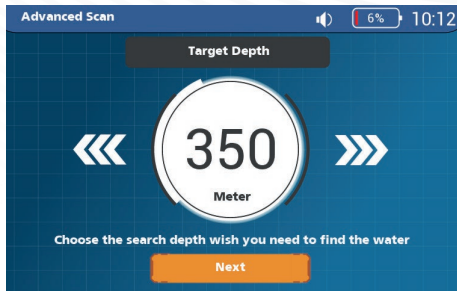 Advanced Scan 6% 10:12
Target Depth
350
Meter
Choose the search depth wish you need to find the water
Next